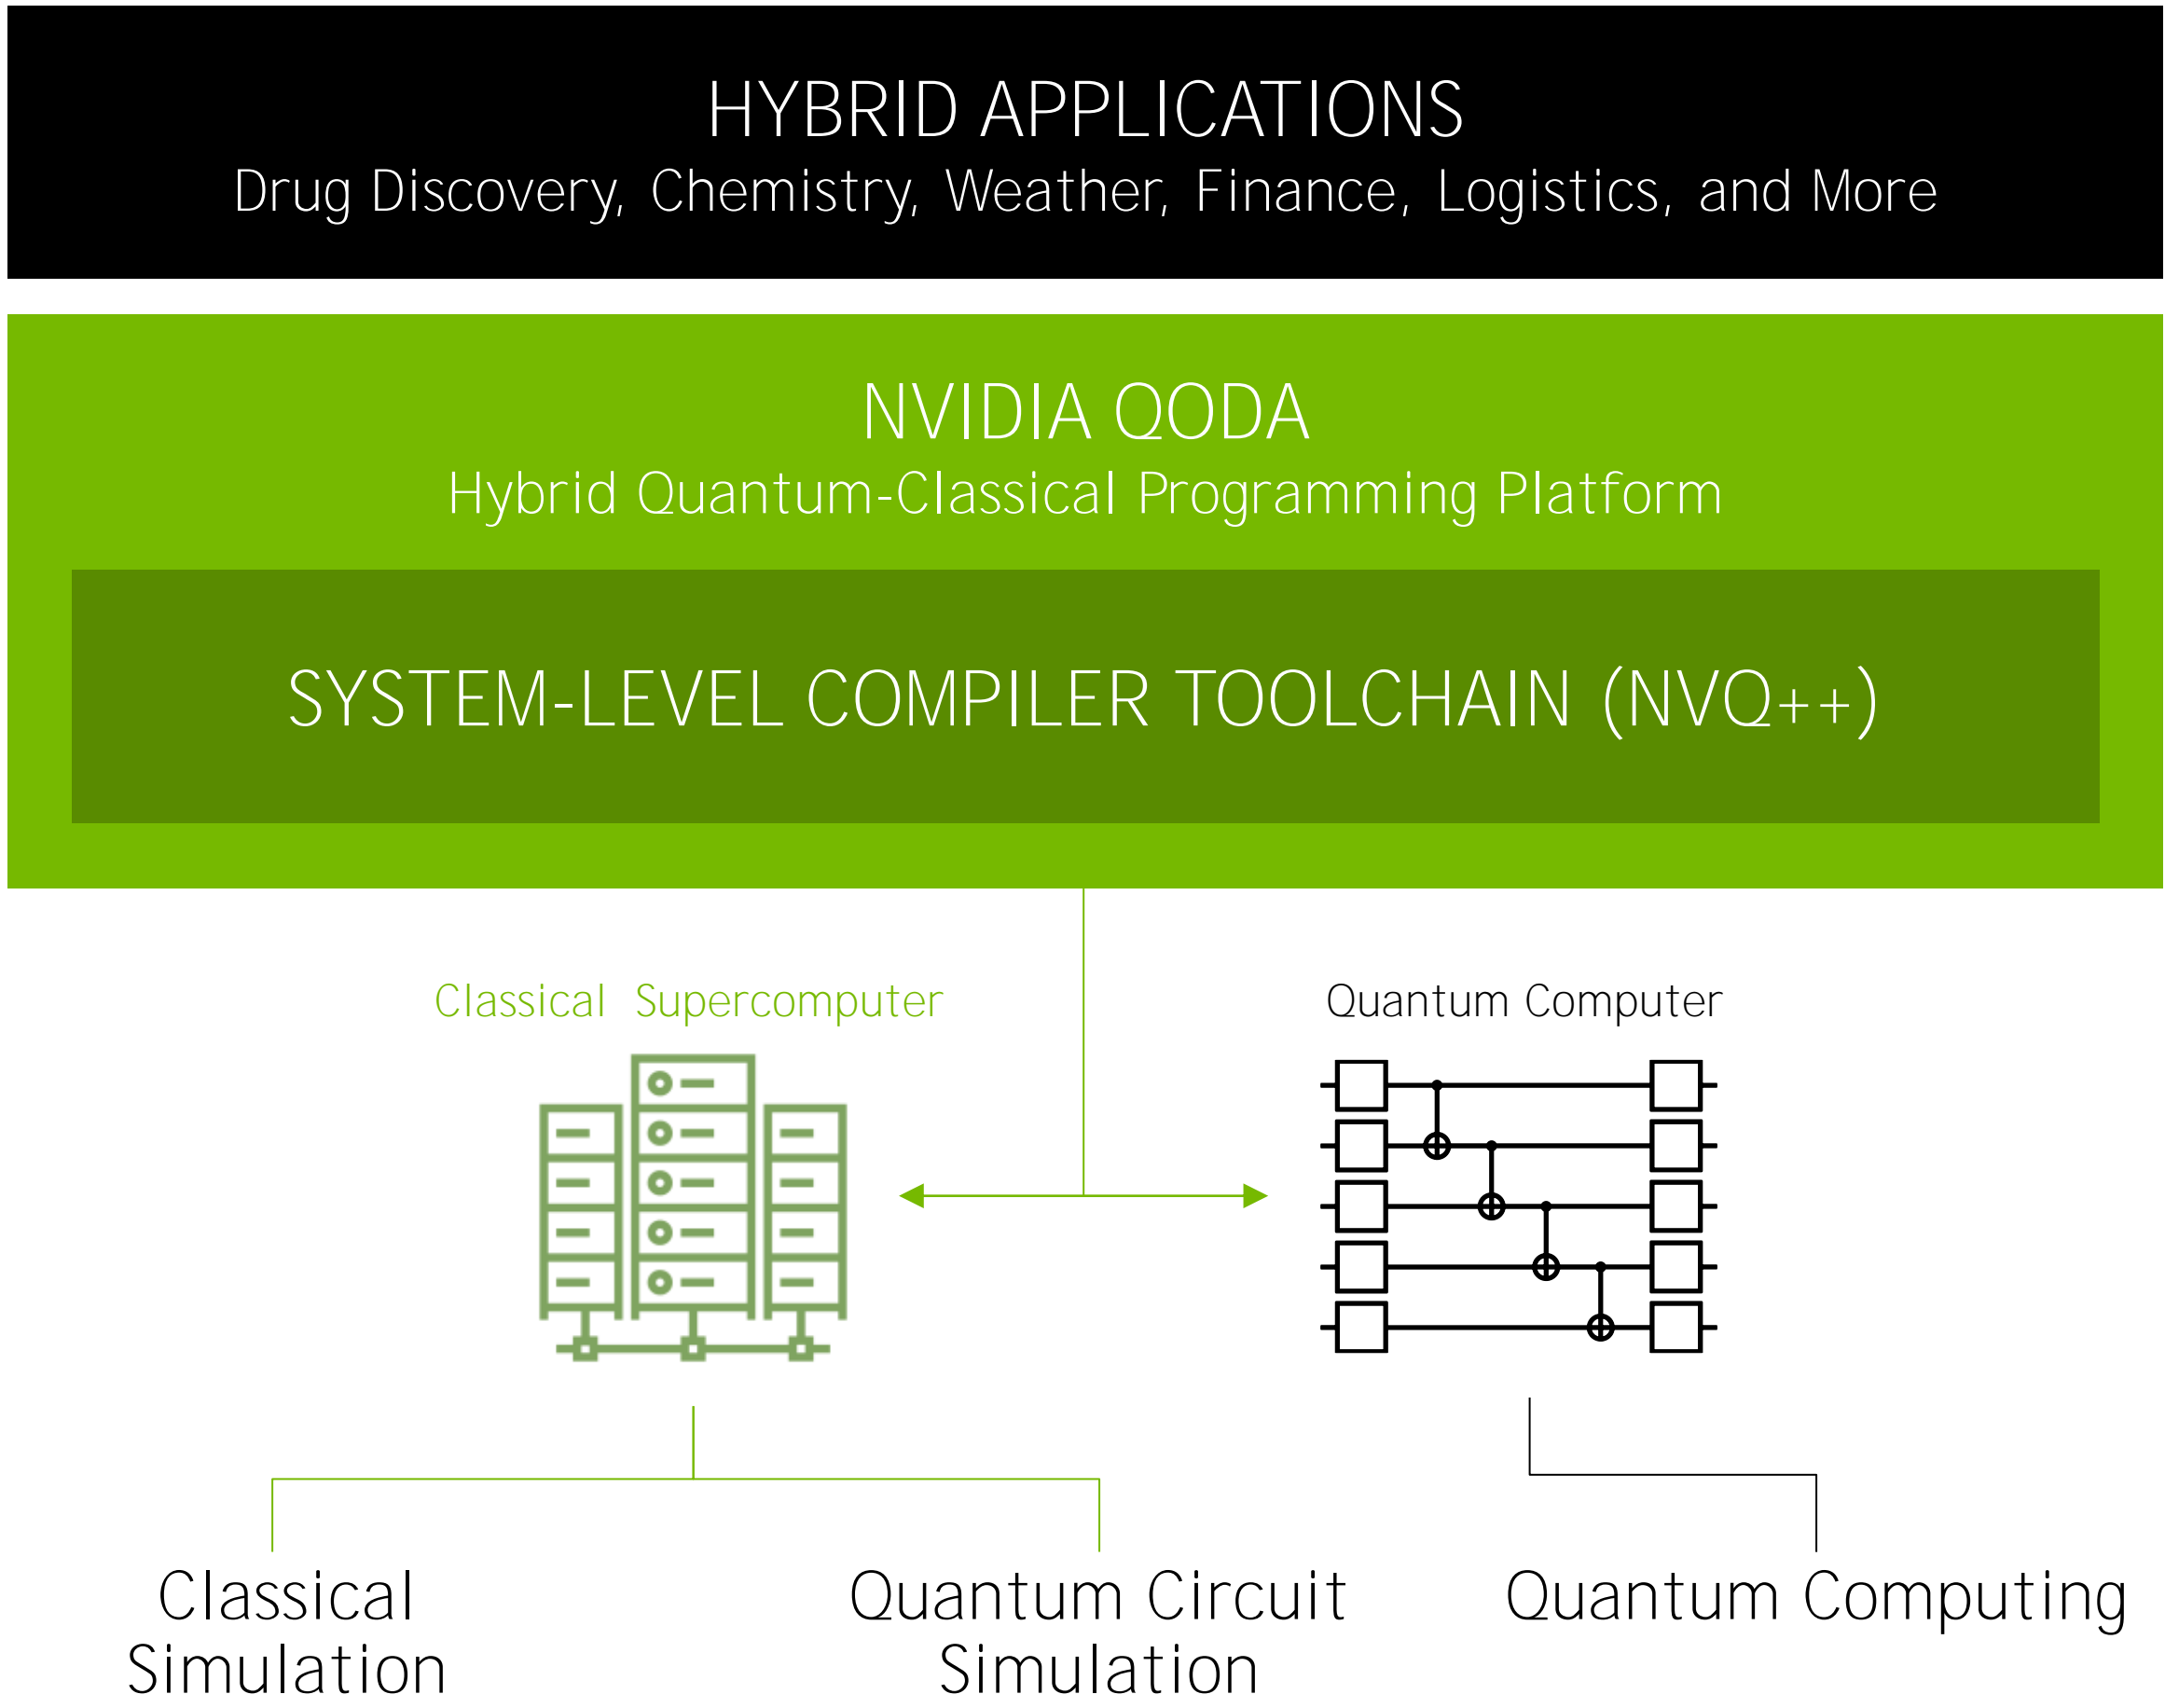 HYBRID APPLICATIONS
Drug Discovery, Chemistry, Weather, Finance, Logistics, and More
NVIDIA QODA
Hybrid Quantum-Classical Programming Platform
SYSTEM-LEVEL COMPILER TOOLCHAIN (NVQ++)
Classical Supercomputer
Quantum Computer
Classical
Simulation
Quantum Circuit
Simulation
Quantum Computing